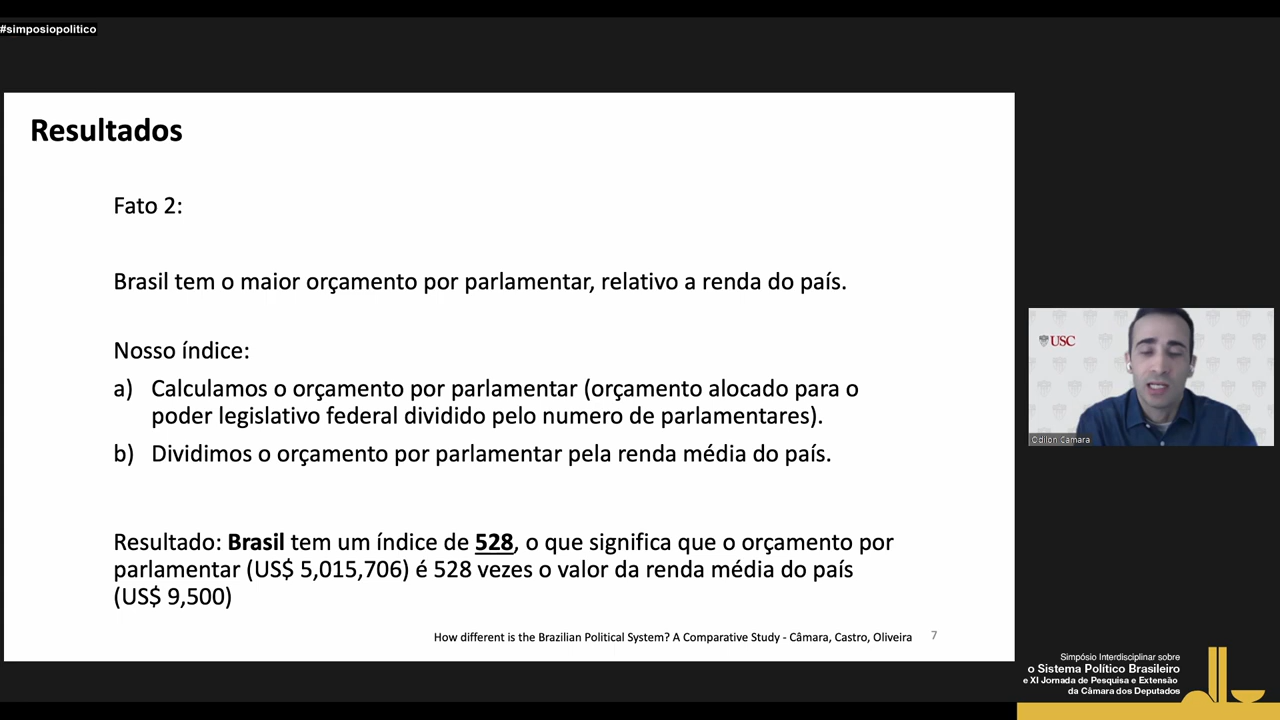 #simposiopolitico
Resultados
Fato 2:
Brasil tem o maior orçamento por parlamentar, relativo a renda do país.
Nosso índice:
a) Calculamos o orçamento por parlamentar (orçamento alocado para o
poder legislativo federal dividido pelo numero de parlamentares).
b) Dividimos o orçamento por parlamentar pela renda média do país.
Resultado: Brasil tem um índice de 528, o que significa que o orçamento por
parlamentar (US$ 5,015,706) é 528 vezes o valor da renda média do país
(US$ 9,500)
How different is the Brazilian Political System? A Comparative Study - Câmara, Castro, Oliveira 7
USC
Odilon Camara
Simpósio Interdisciplinar sobre
o Sistema Político Brasileiro
e XI Jornada de Pesquisa e Extensão
da Câmara dos Deputados